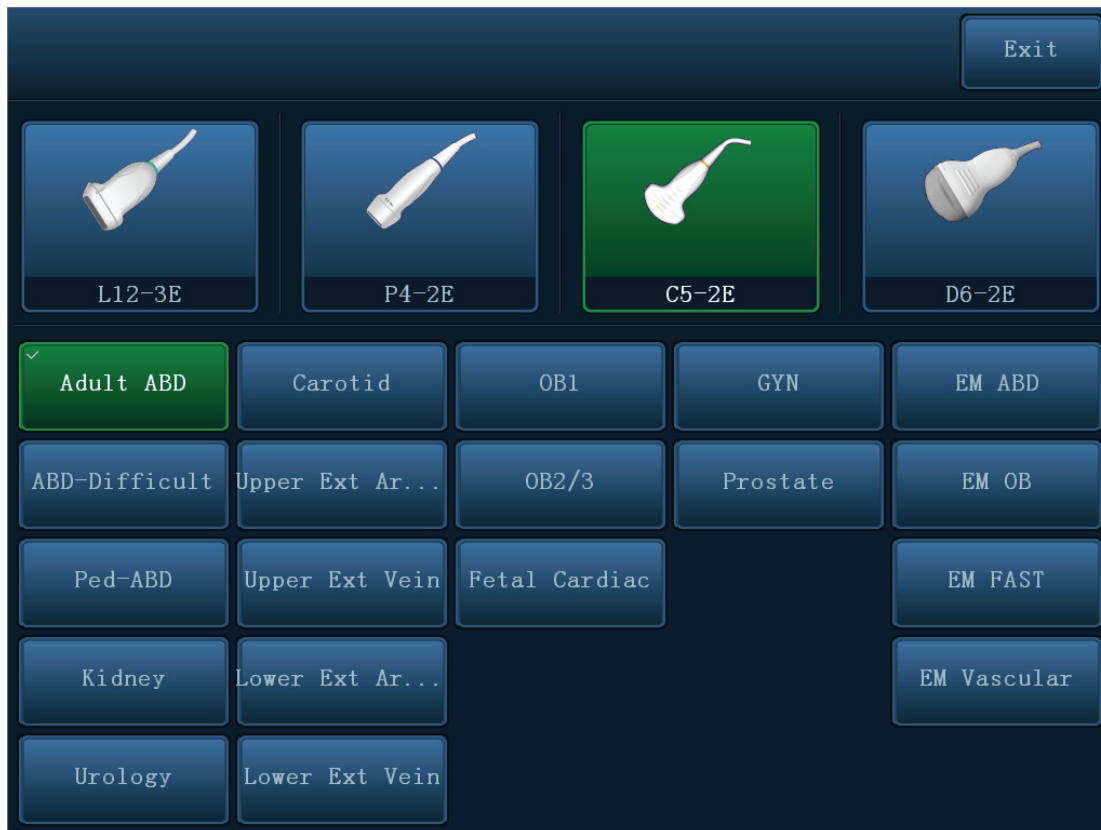 Exit
L12-3E
P4-2E
C5-2E
D6-2E
Adult ABD
Carotid
OB1
GYN
EM ABD
ABD-Difficult
Upper Ext Ar...
OB2/3
Prostate
EM OB
Ped-ABD
Upper Ext Vein
Fetal Cardiac
EM FAST
Kidney
Lower Ext Ar...
EM Vascular
Urology
Lower Ext Vein